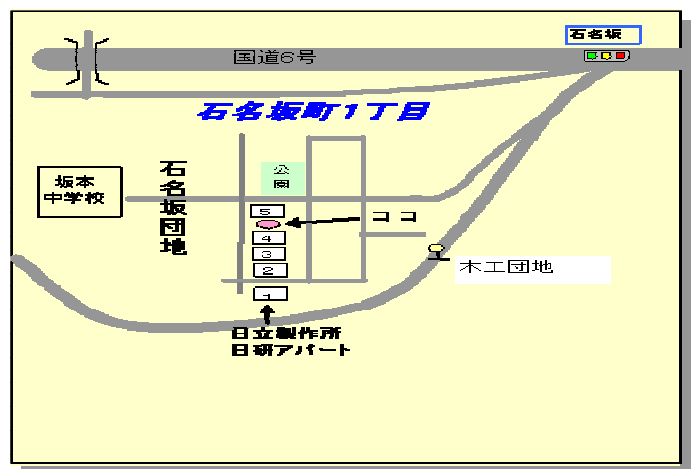 石名坂
国道6号
石名坂町1丁目
石名坂団地
公園
坂本
中学校
5
ココ
4
3
2
1
木工団地
日立製作所
日研アパート